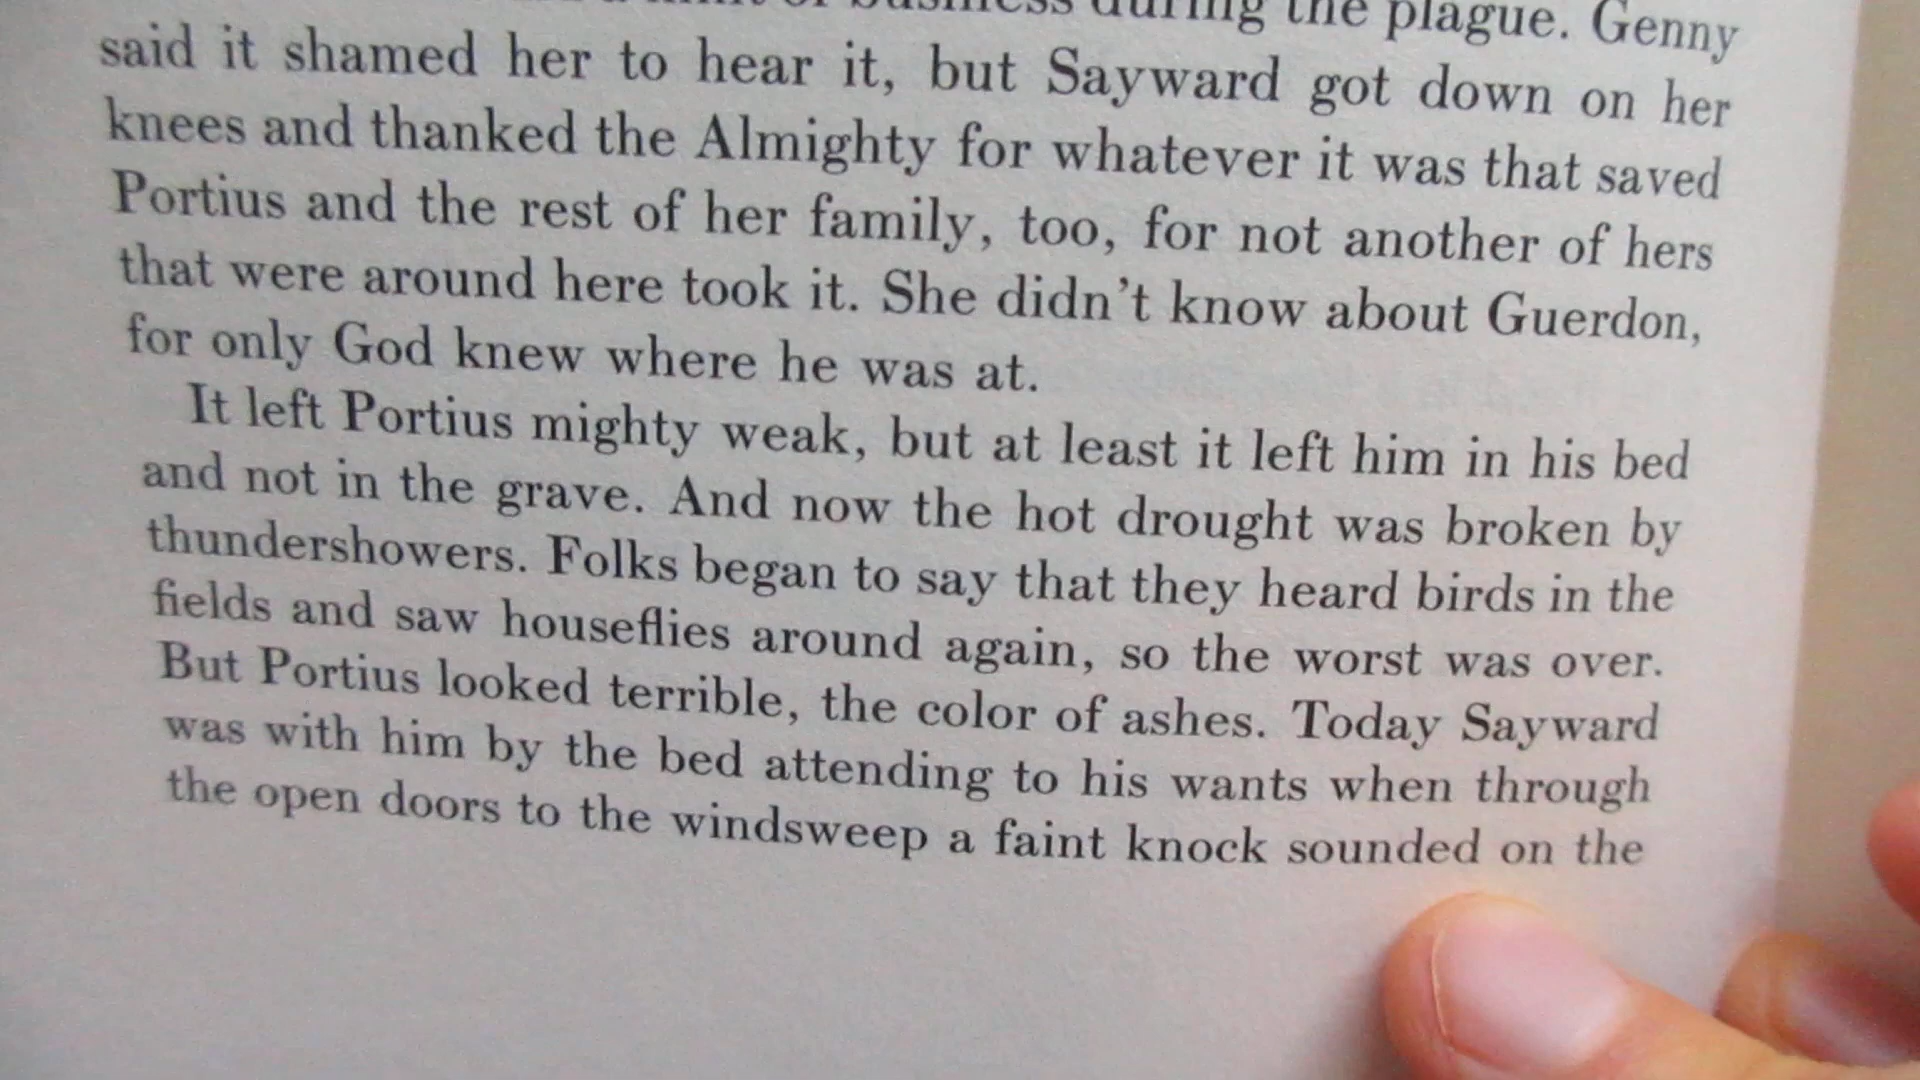 of business during the plague. Genny
said it shamed her to hear it, but Sayward got down on her
knees and thanked the Almighty for whatever it was that saved
Portius and the rest of her family, too, for not another of hers
that were around here took it. She didn't know about Guerdon,
for only God knew where he was at.
It left Portius mighty weak, but at least it left him in his bed
and not in the grave. And now the hot drought was broken by
thundershowers. Folks began to say that they heard birds in the
fields and saw houseflies around again, so the worst was over.
But Portius looked terrible, the color of ashes. Today Sayward
was with him by the bed attending to his wants when through
the open doors to the windsweep a faint knock sounded on the